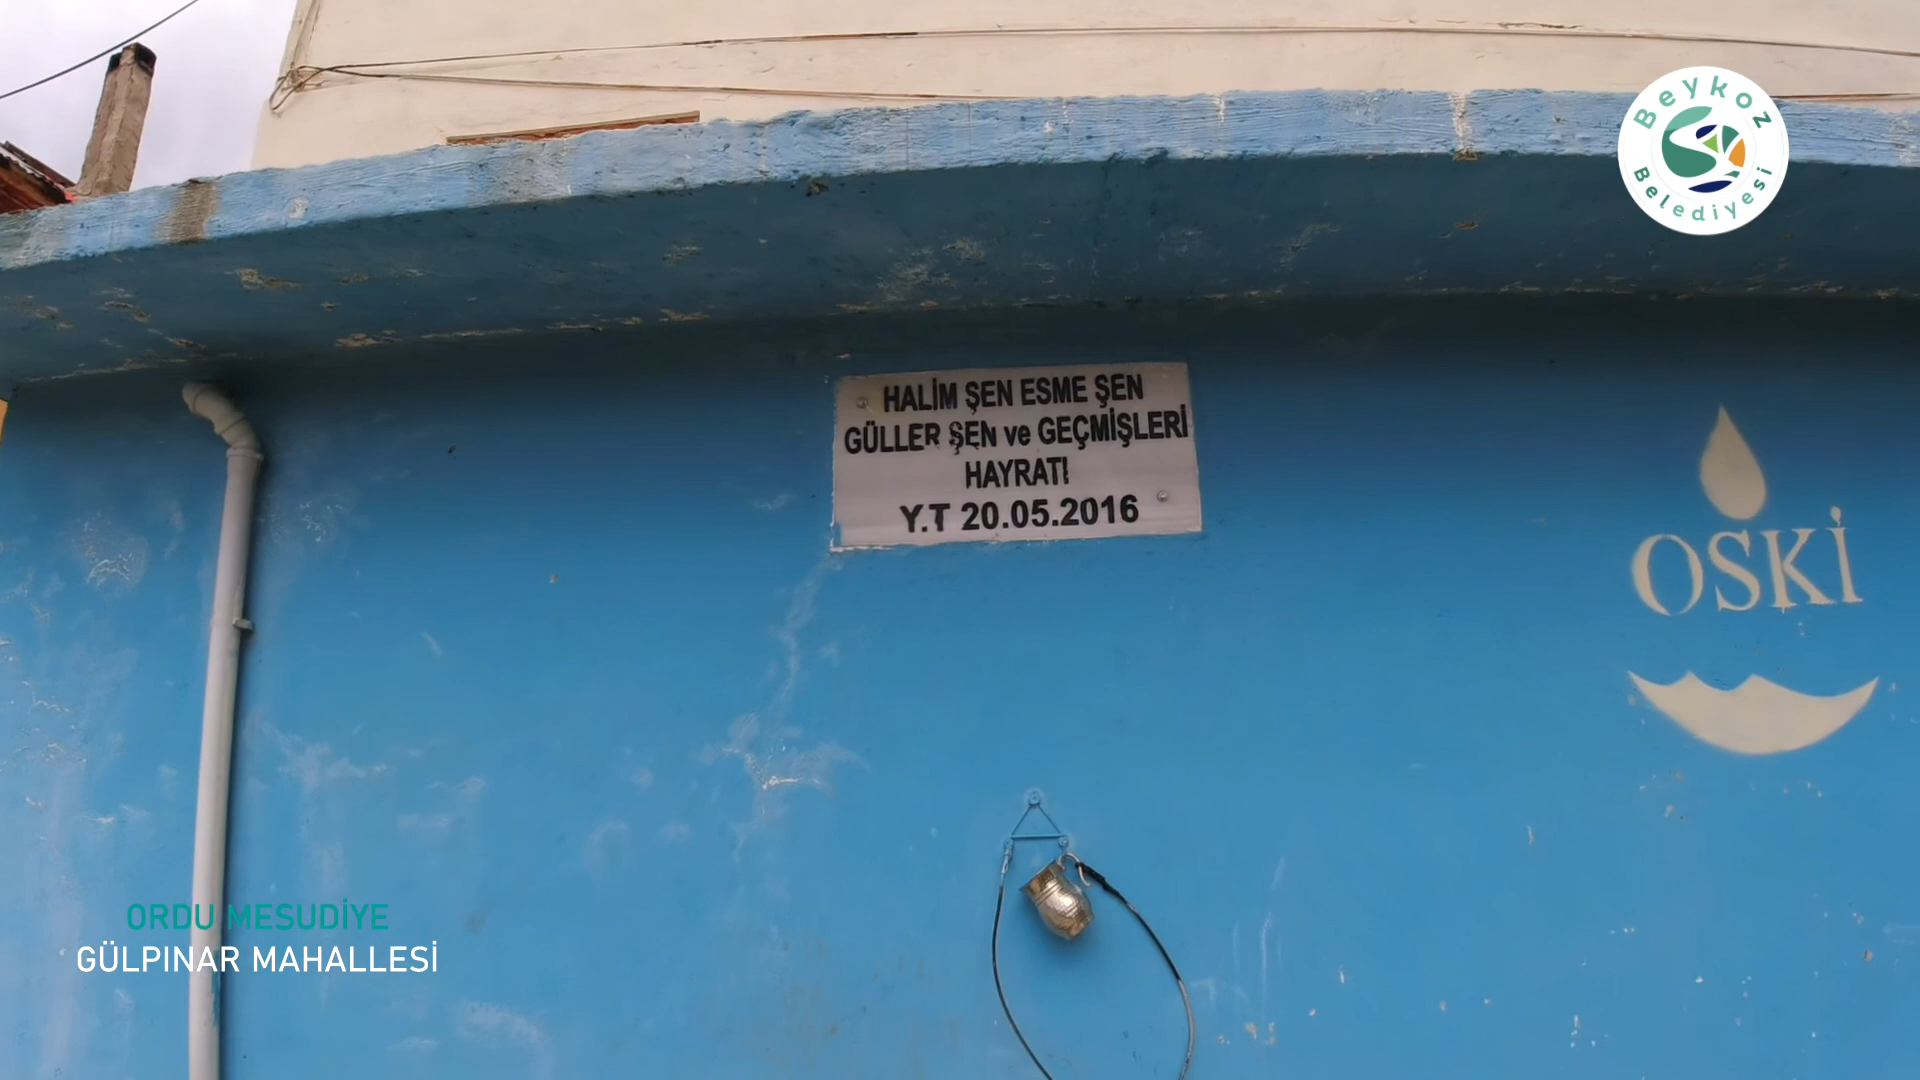 Beykoz
Belediyesi
HALİM ŞEN ESME ŞEN
GÜLLER ŞEN ve GEÇMİŞLERİ
HAYRATI
Y.T 20.05.2016
OSKİ
ORDU MESUDİYE
GÜLPINAR MAHALLESİ